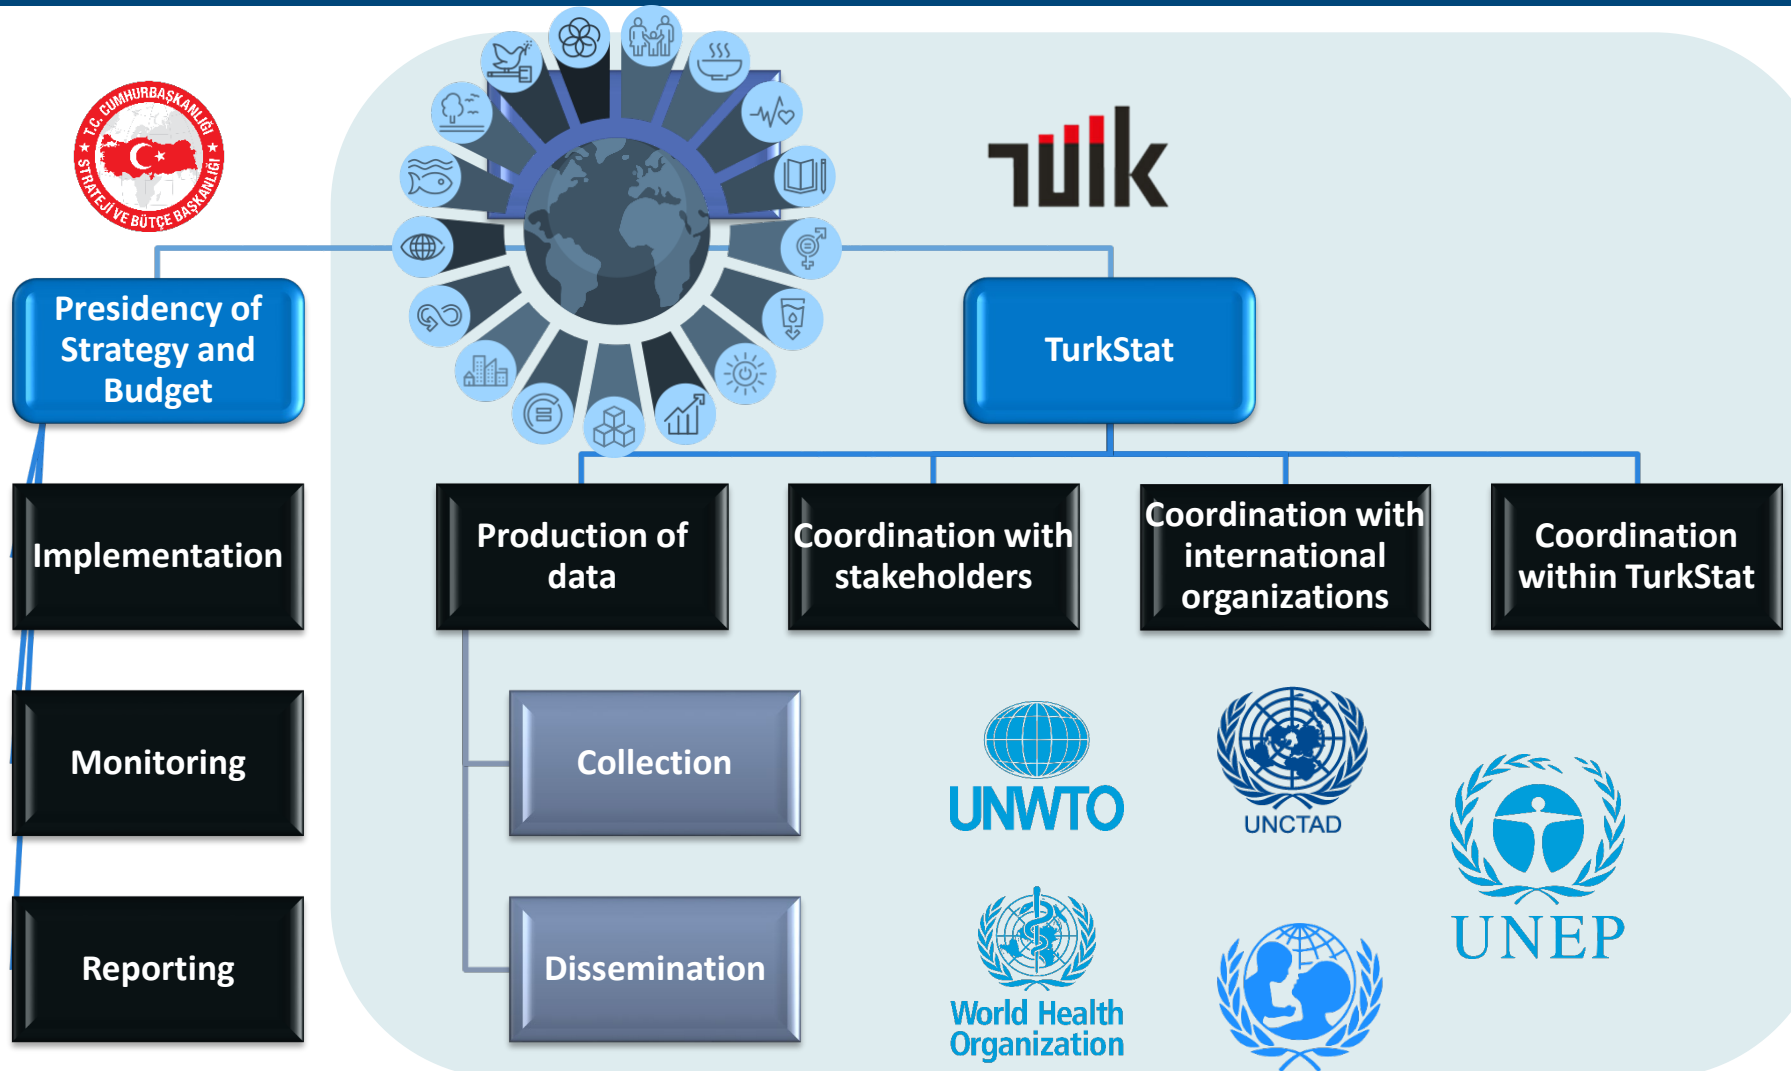 T.C. CUMHURBAŞKANLIĞI
STRATEJİ VE BÜTÇE BAŞKANLIĞI
TÜİK
Presidency of
Strategy and
Budget
TurkStat
Implementation
Production of
data
Coordination with
stakeholders
Coordination with
international
organizations
Coordination
within TurkStat
Monitoring
Collection
UNWTO
UNCTAD
UNEP
Reporting
Dissemination
World Health
Organization